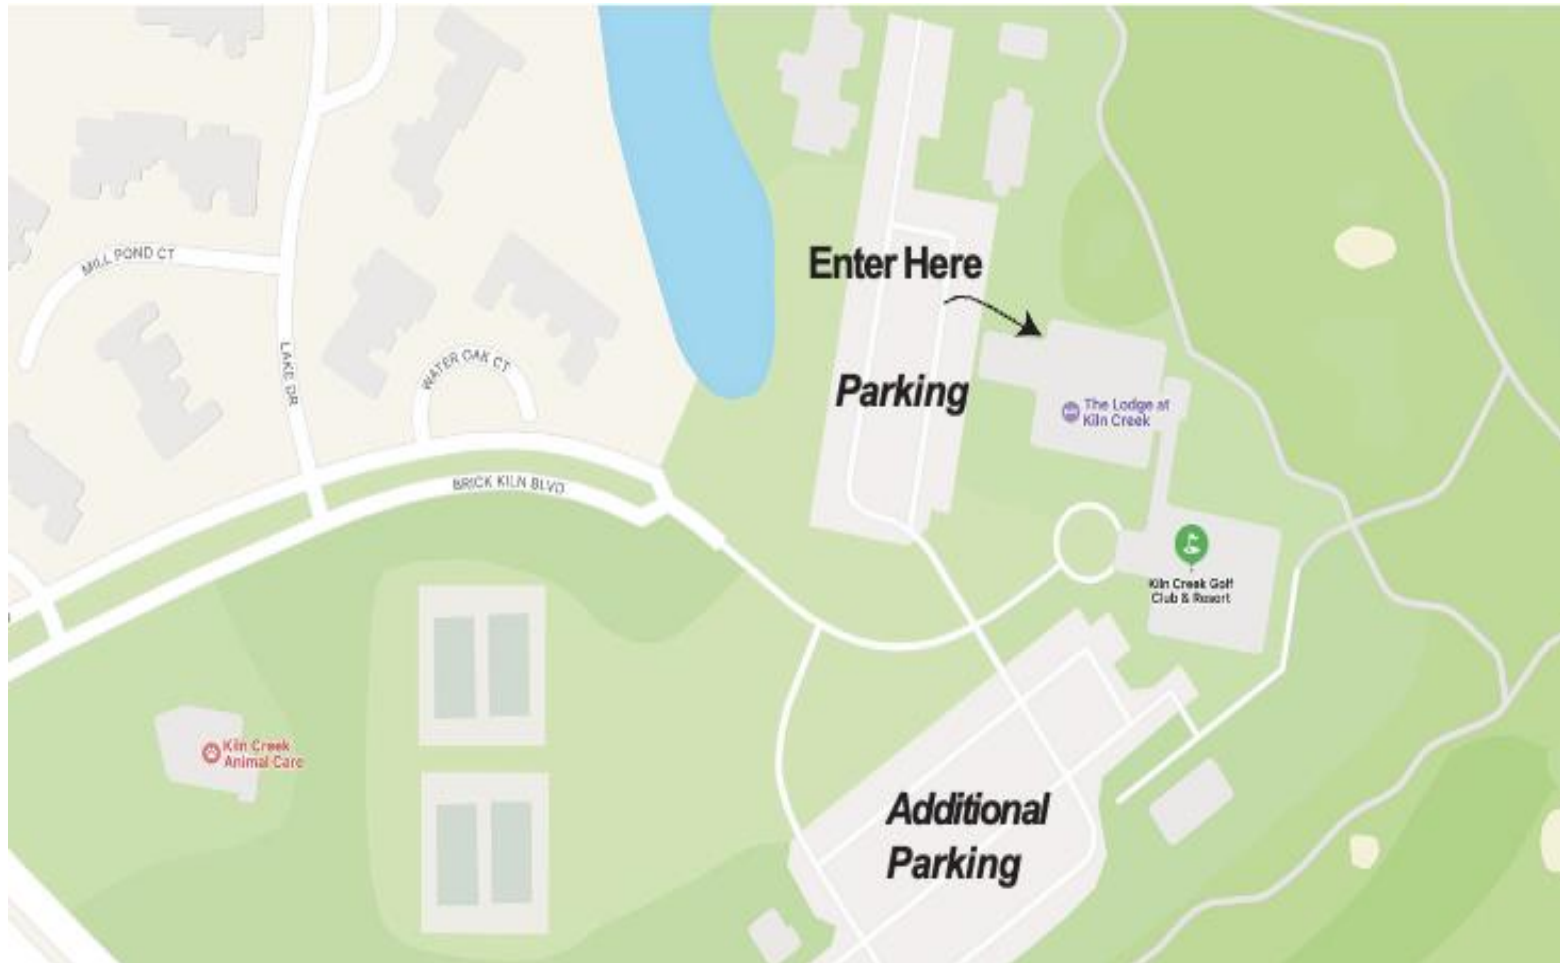 MILL POND CT
Enter Here
LAKE DR
WATER OAK CT
Parking
The Lodge at
Kiln Creek
BRICK KILN BLVD
Kiln Creek Golf
Club & Resort
Kiln Creek
Animal Care
Additional
Parking